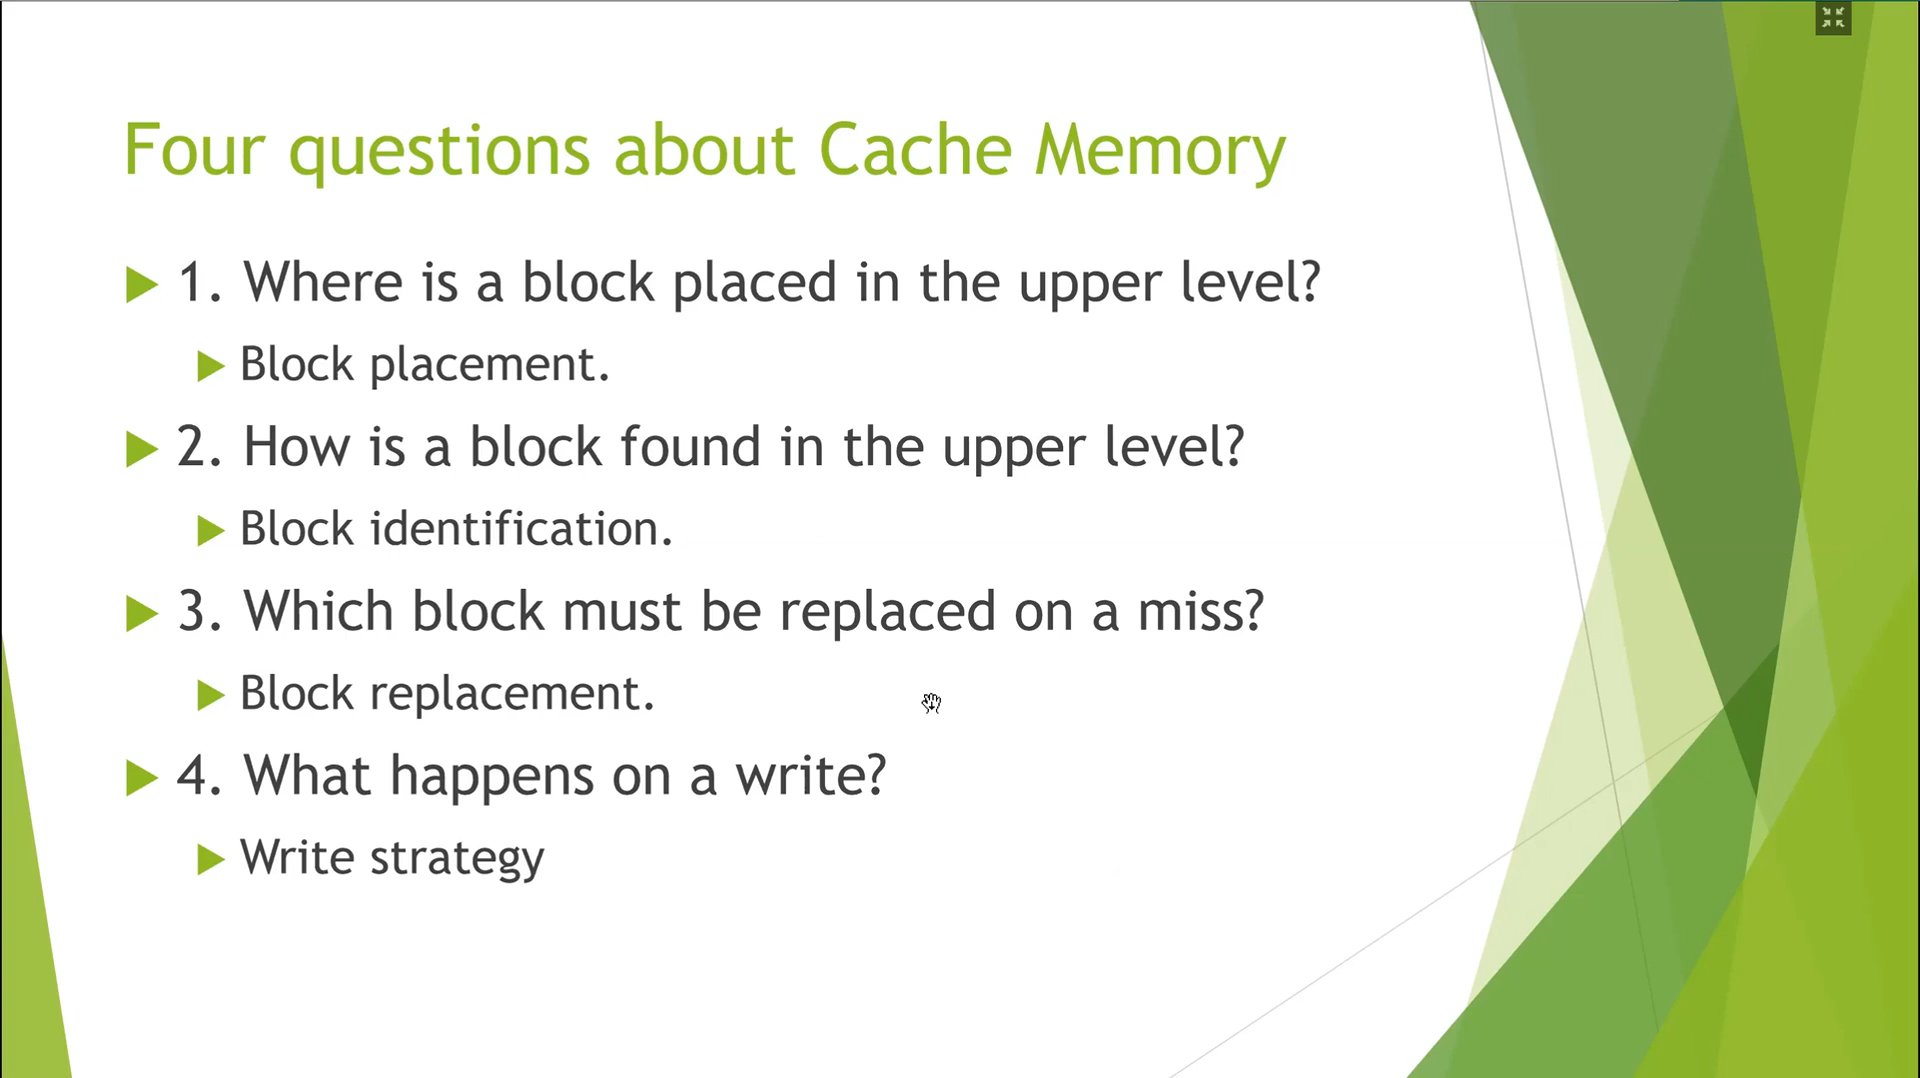 Four questions about Cache Memory
1. Where is a block placed in the upper level?
Block placement.
2. How is a block found in the upper level?
Block identification.
3. Which block must be replaced on a miss?
Block replacement.
4. What happens on a write?
Write strategy